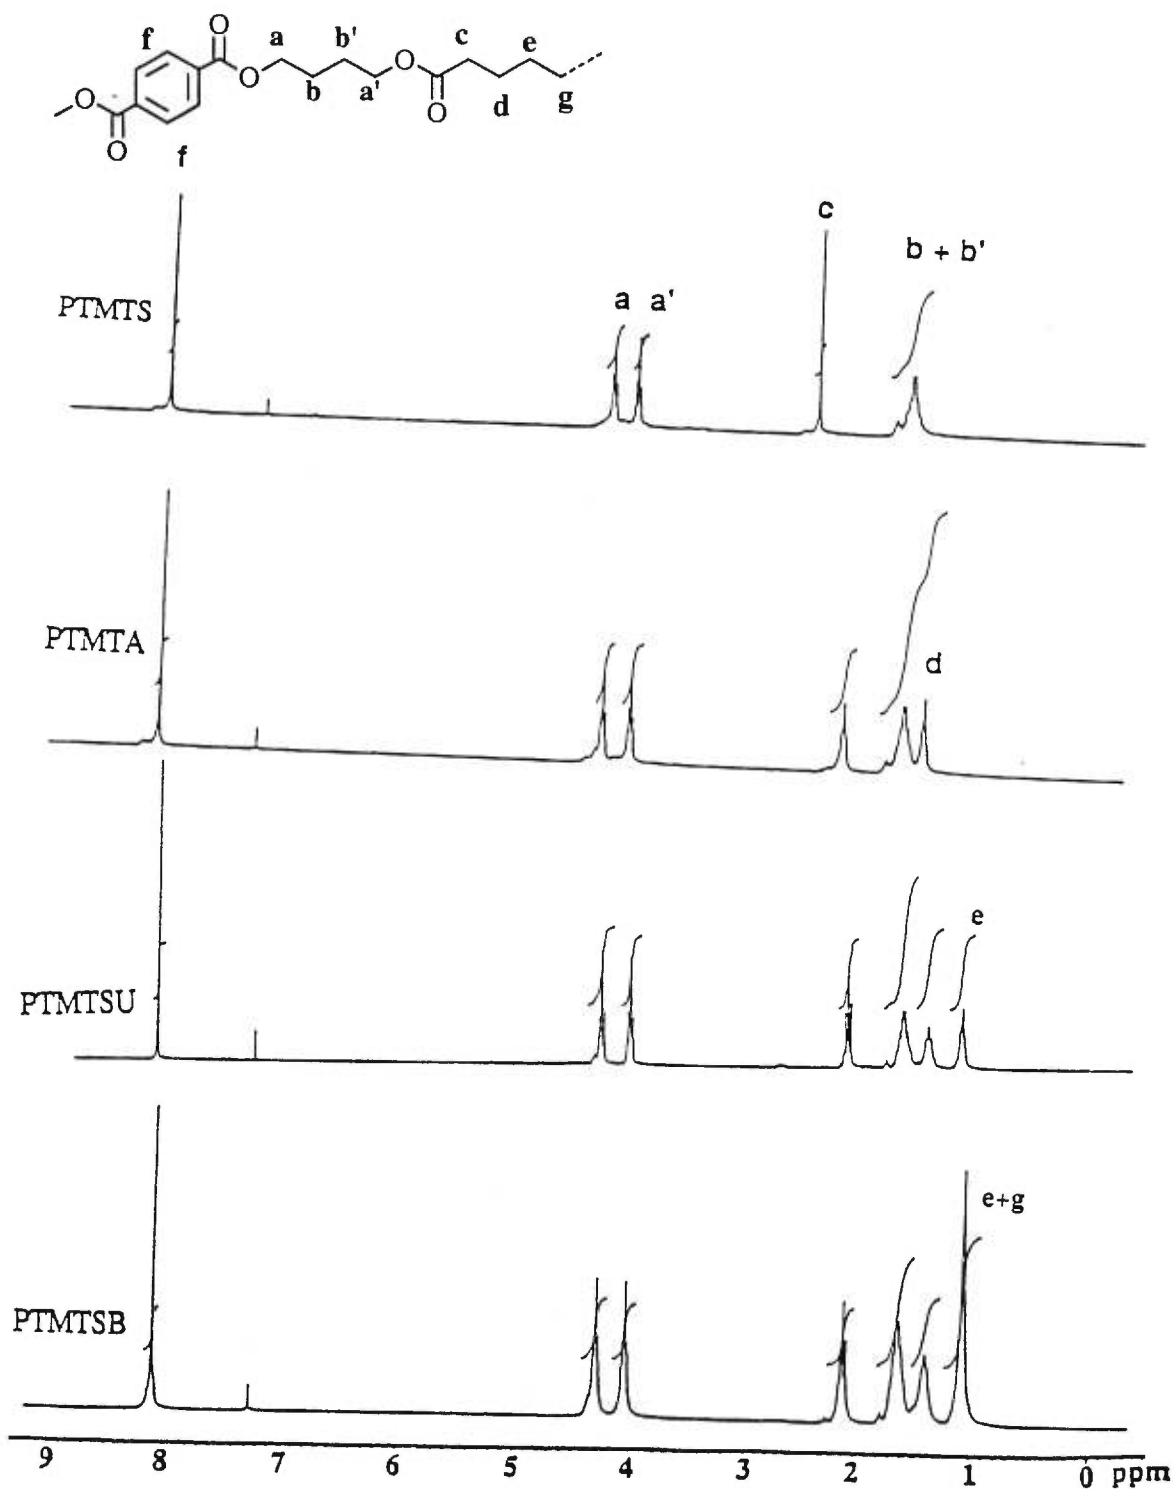 O
f a b' c e
O
O
b a' d g
O
O
O
f
c
b + b'
PTMTS
a a'
PTMTA
d
PTMTSU
e
e+g
PTMTSB
9 8 7 6 5 4 3 2 1 0 ppm